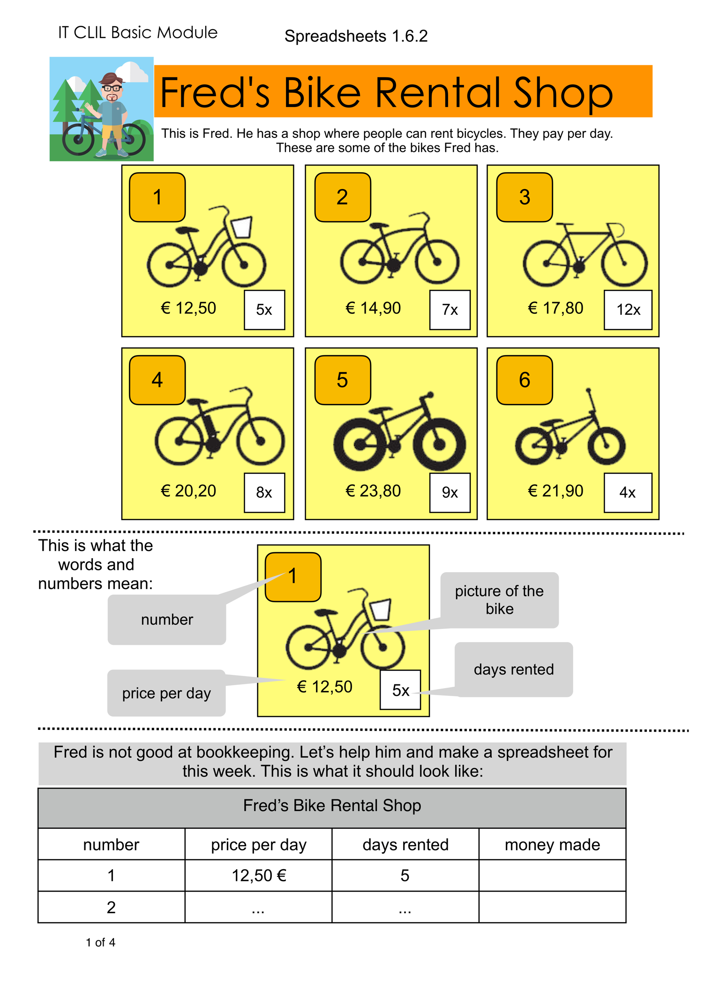 IT CLIL Basic Module
Spreadsheets 1.6.2
Fred's Bike Rental Shop
This is Fred. He has a shop where people can rent bicycles. They pay per day.
These are some of the bikes Fred has.
1
2
3
€ 12,50
5x
€ 14,90
7x
€ 17,80
12x
4
5
6
€ 20,20
8x
€ 23,80
9x
€ 21,90
4x
This is what the
words and
numbers mean:
1
number
picture of the
bike
days rented
price per day
€ 12,50
5x
Fred is not good at bookkeeping. Let’s help him and make a spreadsheet for
this week. This is what it should look like:
Fred’s Bike Rental Shop
number price per day days rented money made
1 12,50 € 5
2 ... ...
1 of 4